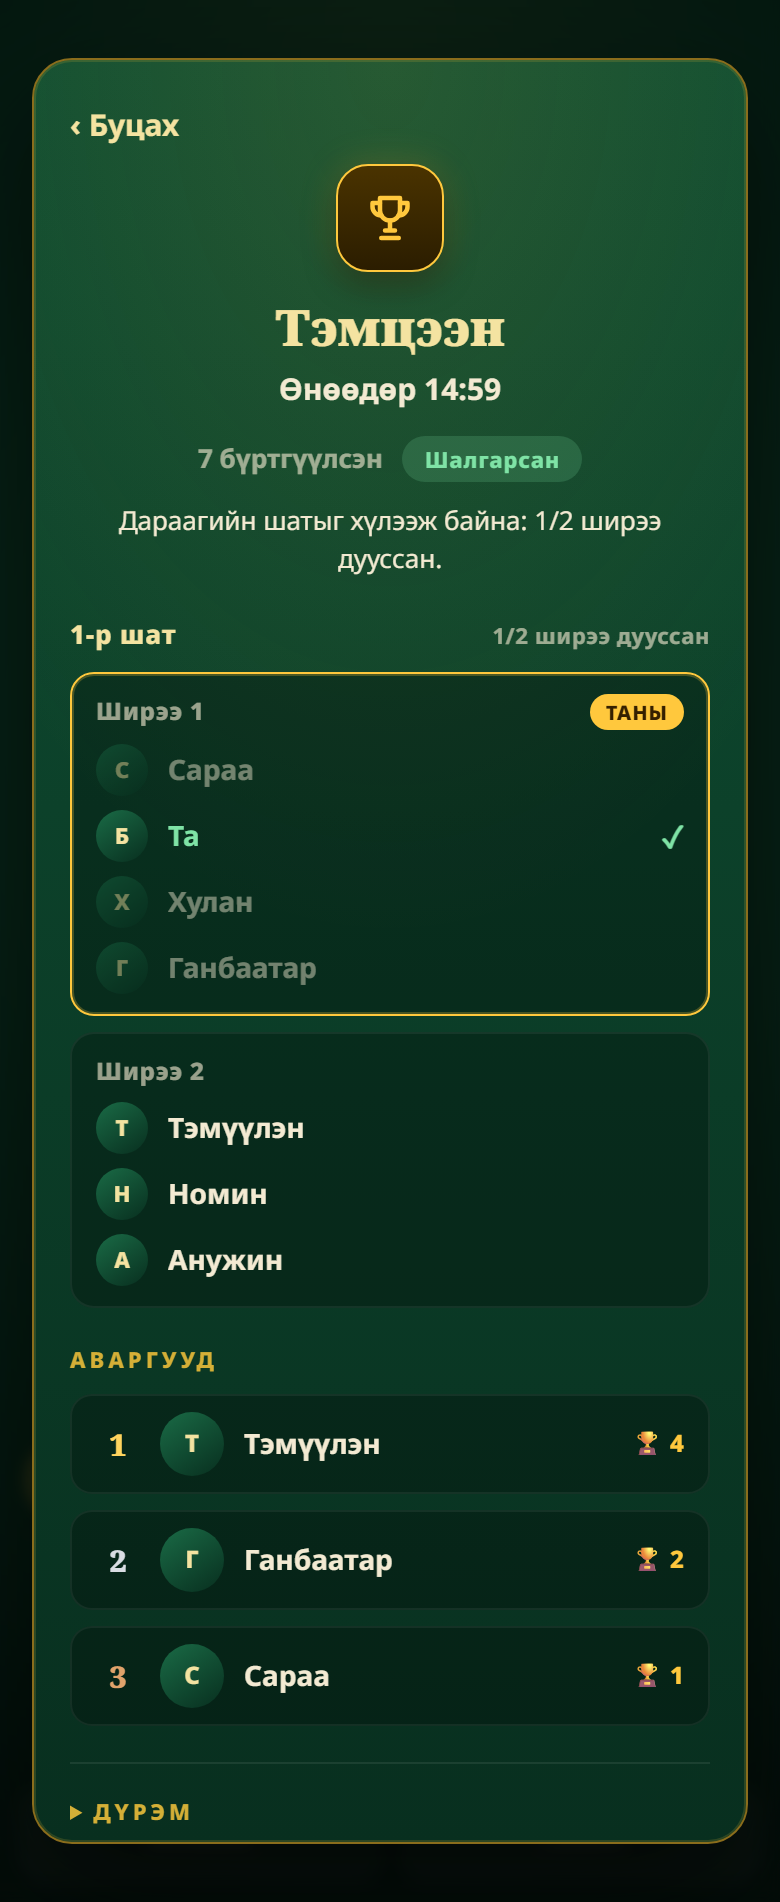 ‹ Буцах
Тэмцээн
Өнөөдөр 14:59
7 бүртгүүлсэн Шалгарсан
Дараагийн шатыг хүлээж байна: 1/2 ширээ
дууссан.
1-р шат 1/2 ширээ дууссан
Ширээ 1 ТАНЫ
С Сараа
Б Та ✓
Х Хулан
Г Ганбаатар
Ширээ 2
Т Тэмүүлэн
Н Номин
А Анужин
АВАРГУУД
1 Т Тэмүүлэн 🏆 4
2 Г Ганбаатар 🏆 2
3 С Сараа 🏆 1
▶ ДҮРЭМ